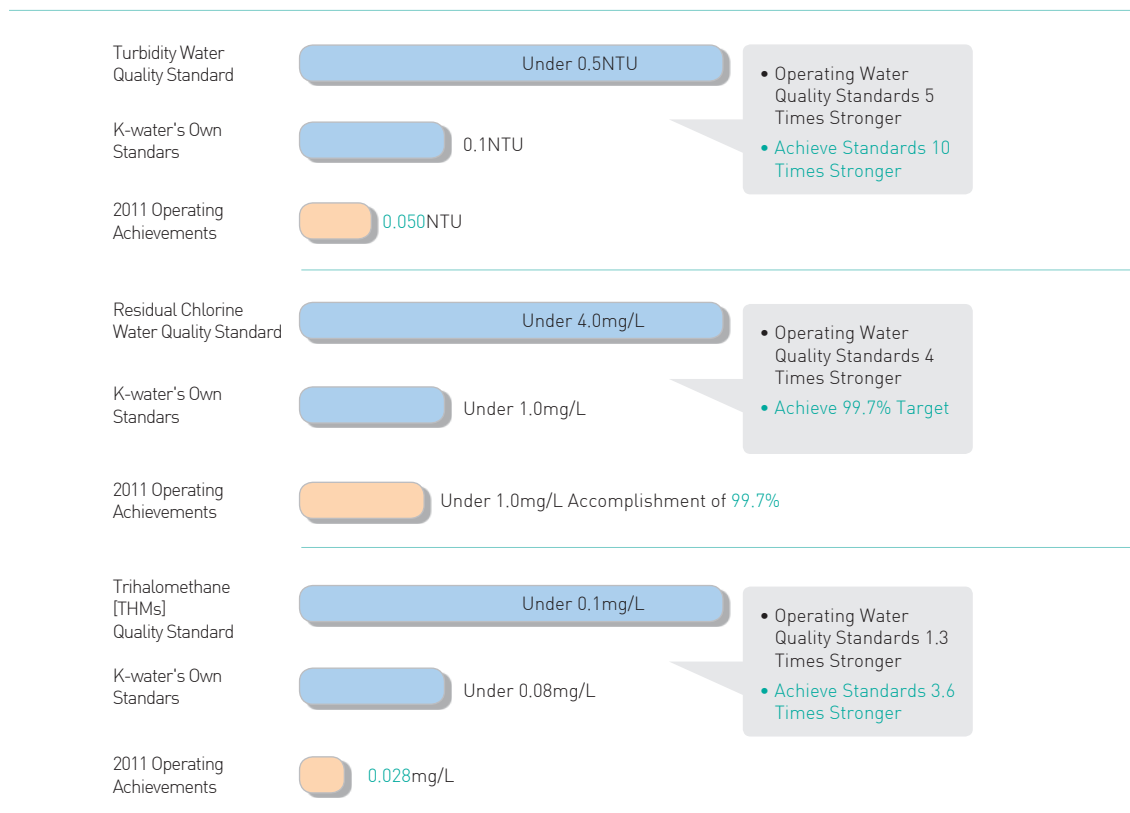 Turbidity Water
Quality Standard
Under 0.5NTU
K-water's Own
Standars
0.1NTU
2011 Operating
Achievements
0.050NTU
• Operating Water
Quality Standards 5
Times Stronger
• Achieve Standards 10
Times Stronger
Residual Chlorine
Water Quality Standard
Under 4.0mg/L
K-water's Own
Standars
Under 1.0mg/L
2011 Operating
Achievements
Under 1.0mg/L Accomplishment of 99.7%
• Operating Water
Quality Standards 4
Times Stronger
• Achieve 99.7% Target
Trihalomethane
[THMs]
Quality Standard
Under 0.1mg/L
K-water's Own
Standars
Under 0.08mg/L
2011 Operating
Achievements
0.028mg/L
• Operating Water
Quality Standards 1.3
Times Stronger
• Achieve Standards 3.6
Times Stronger